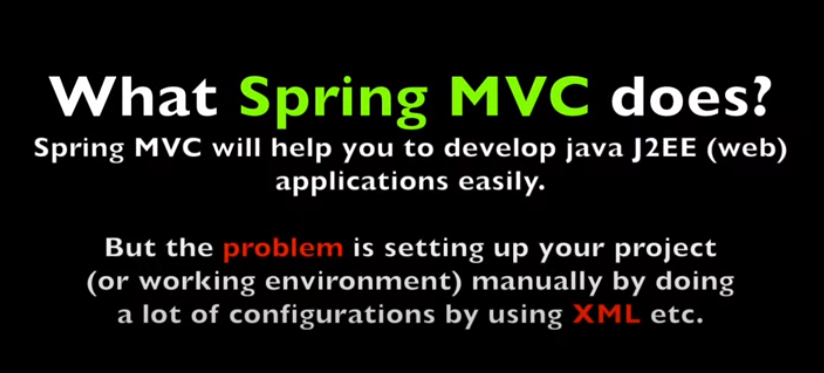 What Spring MVC does?
Spring MVC will help you to develop java J2EE (web)
applications easily.
But the problem is setting up your project
(or working environment) manually by doing
a lot of configurations by using XML etc.